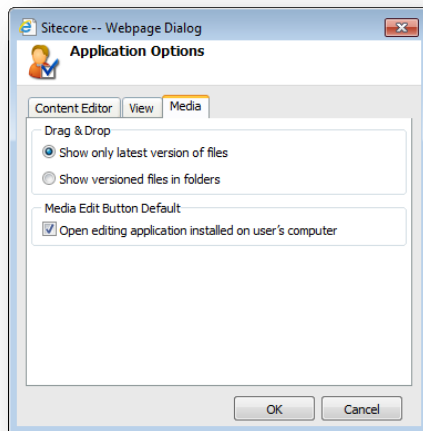 Sitecore -- Webpage Dialog
Application Options
Content Editor View Media
Drag & Drop
Show only latest version of files
Show versioned files in folders
Media Edit Button Default
Open editing application installed on user's computer
OK Cancel